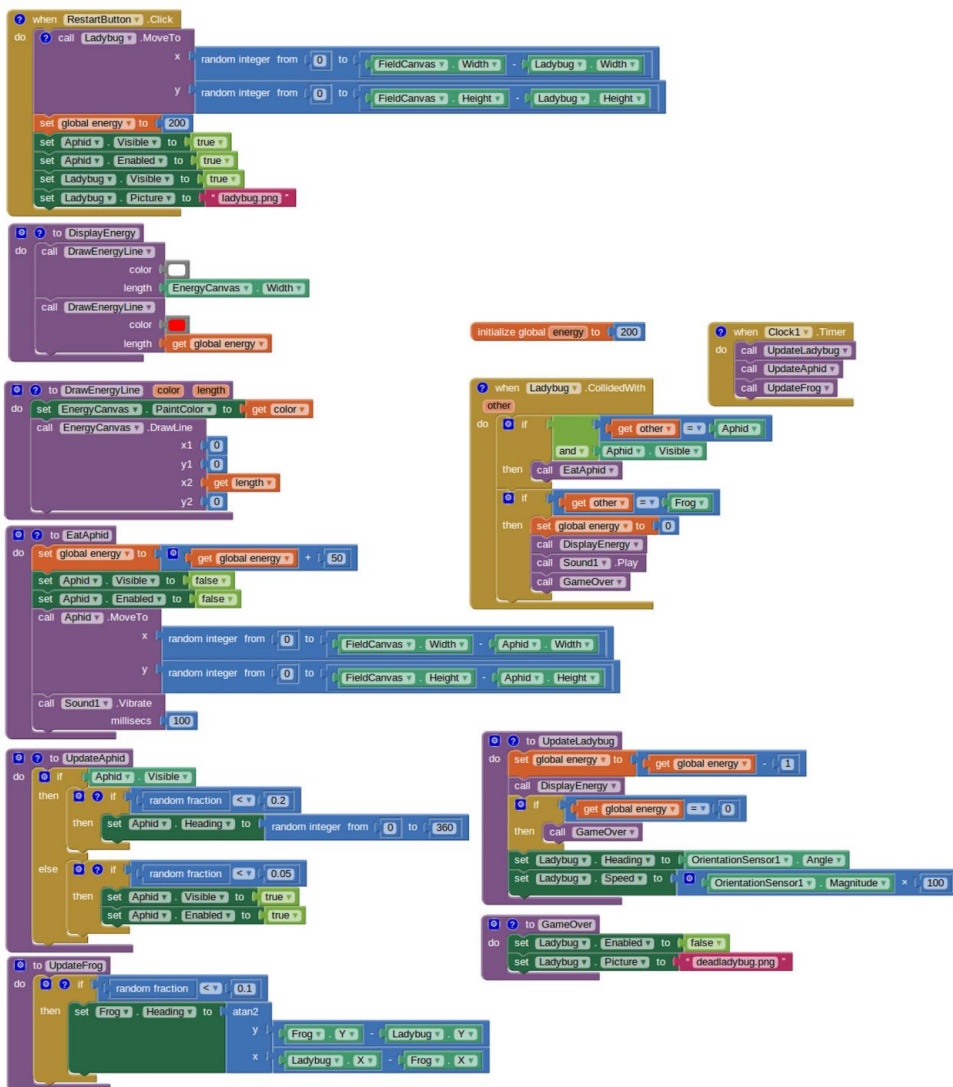 when RestartButton .Click
do call Ladybug .MoveTo
x random integer from 0 to FieldCanvas . Width - Ladybug . Width
y random integer from 0 to FieldCanvas . Height - Ladybug . Height
set global energy to 200
set Aphid . Visible to true
set Aphid . Enabled to true
set Ladybug . Visible to true
set Ladybug . Picture to " ladybug.png "
to DisplayEnergy
do call DrawEnergyLine
color
length EnergyCanvas . Width
call DrawEnergyLine
color
length get global energy
initialize global energy to 200
when Clock1 .Timer
do call UpdateLadybug
call UpdateAphid
call UpdateFrog
to DrawEnergyLine color length
do set EnergyCanvas . PaintColor to get color
call EnergyCanvas .DrawLine
x1 0
y1 0
x2 get length
y2 0
when Ladybug .CollidedWith
other
do if get other = Aphid
and Aphid . Visible
then call EatAphid
if get other = Frog
then set global energy to 0
call DisplayEnergy
call Sound1 .Play
call GameOver
to EatAphid
do set global energy to get global energy + 50
set Aphid . Visible to false
set Aphid . Enabled to false
call Aphid .MoveTo
x random integer from 0 to FieldCanvas . Width - Aphid . Width
y random integer from 0 to FieldCanvas . Height - Aphid . Height
call Sound1 .Vibrate
millisecs 100
to UpdateAphid
do if Aphid . Visible
then if random fraction < 0.2
then set Aphid . Heading to random integer from 0 to 360
else if random fraction < 0.05
then set Aphid . Visible to true
set Aphid . Enabled to true
to UpdateLadybug
do set global energy to get global energy - 1
call DisplayEnergy
if get global energy = 0
then call GameOver
set Ladybug . Heading to OrientationSensor1 . Angle
set Ladybug . Speed to OrientationSensor1 . Magnitude × 100
to GameOver
do set Ladybug . Enabled to false
set Ladybug . Picture to " deadladybug.png "
to UpdateFrog
do if random fraction < 0.1
then set Frog . Heading to atan2
y Frog . Y - Ladybug . Y
x Ladybug . X - Frog . X